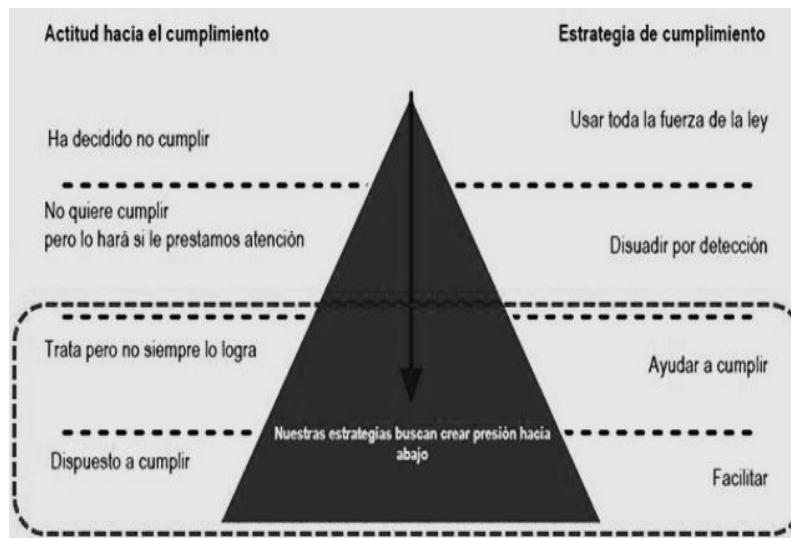 Actitud hacia el cumplimiento
Estrategia de cumplimiento
Ha decidido no cumplir
Usar toda la fuerza de la ley
No quiere cumplir
pero lo hará si le prestamos atención
Disuadir por detección
Trata pero no siempre lo logra
Ayudar a cumplir
Nuestras estrategias buscan crear presión hacia
abajo
Dispuesto a cumplir
Facilitar